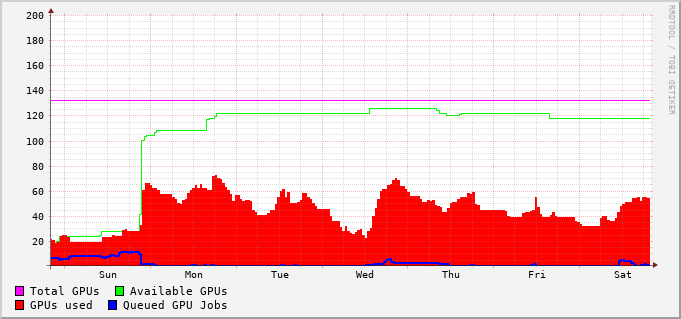 200
180
160
140
120
100
80
60
40
20
Sun Mon Tue Wed Thu Fri Sat
Total GPUs Available GPUs
GPUs used Queued GPU Jobs
RRDTOOL / TOBI OETIKER